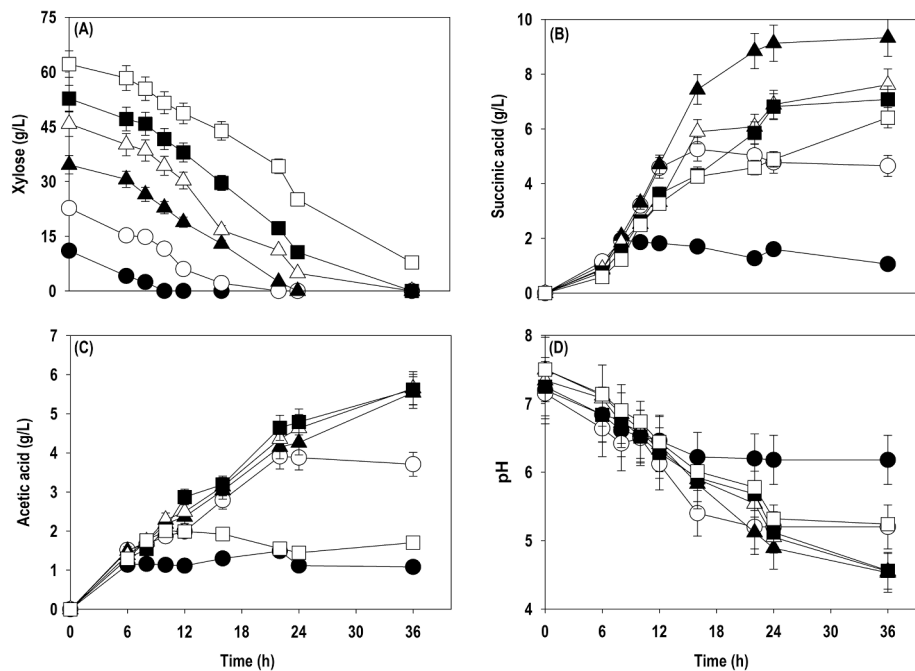 (A)
75
60
45
30
15
0
Xylose (g/L)
(B)
10
8
6
4
2
0
Succinic acid (g/L)
(C)
7
6
5
4
3
2
1
0
Acetic acid (g/L)
0 6 12 18 24 30 36
Time (h)
(D)
8
7
6
5
4
pH
0 6 12 18 24 30 36
Time (h)